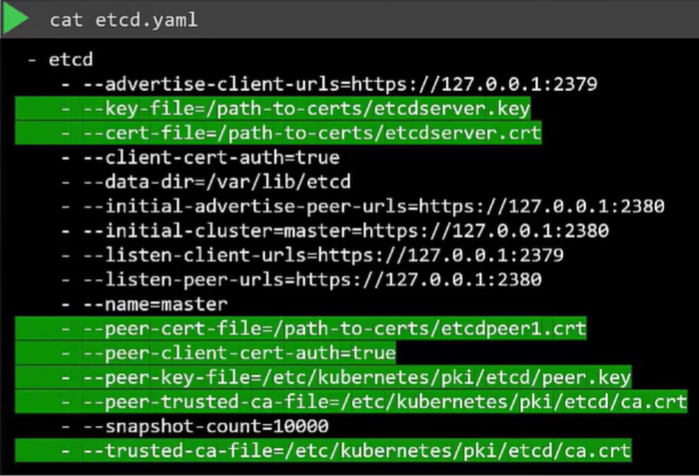 cat etcd.yaml
- etcd
- --advertise-client-urls=https://127.0.0.1:2379
- --key-file=/path-to-certs/etcdserver.key
- --cert-file=/path-to-certs/etcdserver.crt
- --client-cert-auth=true
- --data-dir=/var/lib/etcd
- --initial-advertise-peer-urls=https://127.0.0.1:2380
- --initial-cluster=master=https://127.0.0.1:2380
- --listen-client-urls=https://127.0.0.1:2379
- --listen-peer-urls=https://127.0.0.1:2380
- --name=master
- --peer-cert-file=/path-to-certs/etcdpeer1.crt
- --peer-client-cert-auth=true
- --peer-key-file=/etc/kubernetes/pki/etcd/peer.key
- --peer-trusted-ca-file=/etc/kubernetes/pki/etcd/ca.crt
- --snapshot-count=10000
- --trusted-ca-file=/etc/kubernetes/pki/etcd/ca.crt